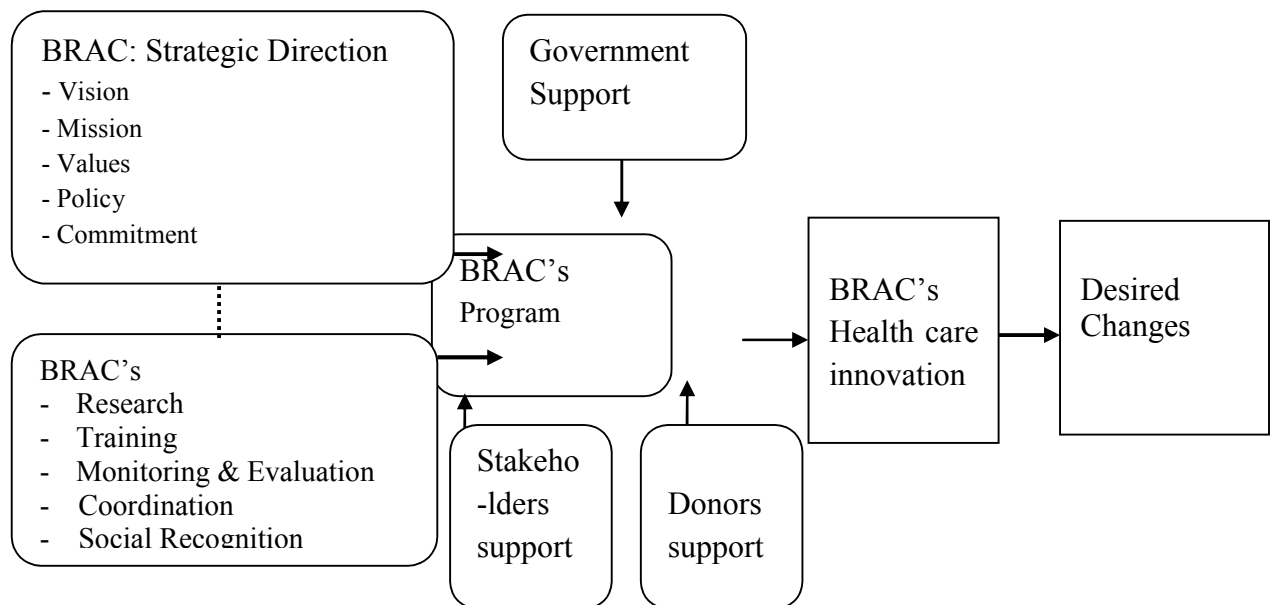 BRAC: Strategic Direction
- Vision
- Mission
- Values
- Policy
- Commitment
BRAC’s
- Research
- Training
- Monitoring & Evaluation
- Coordination
- Social Recognition
Government
Support
BRAC’s
Program
Stakeho
-lders
support
Donors
support
BRAC’s
Health care
innovation
Desired
Changes